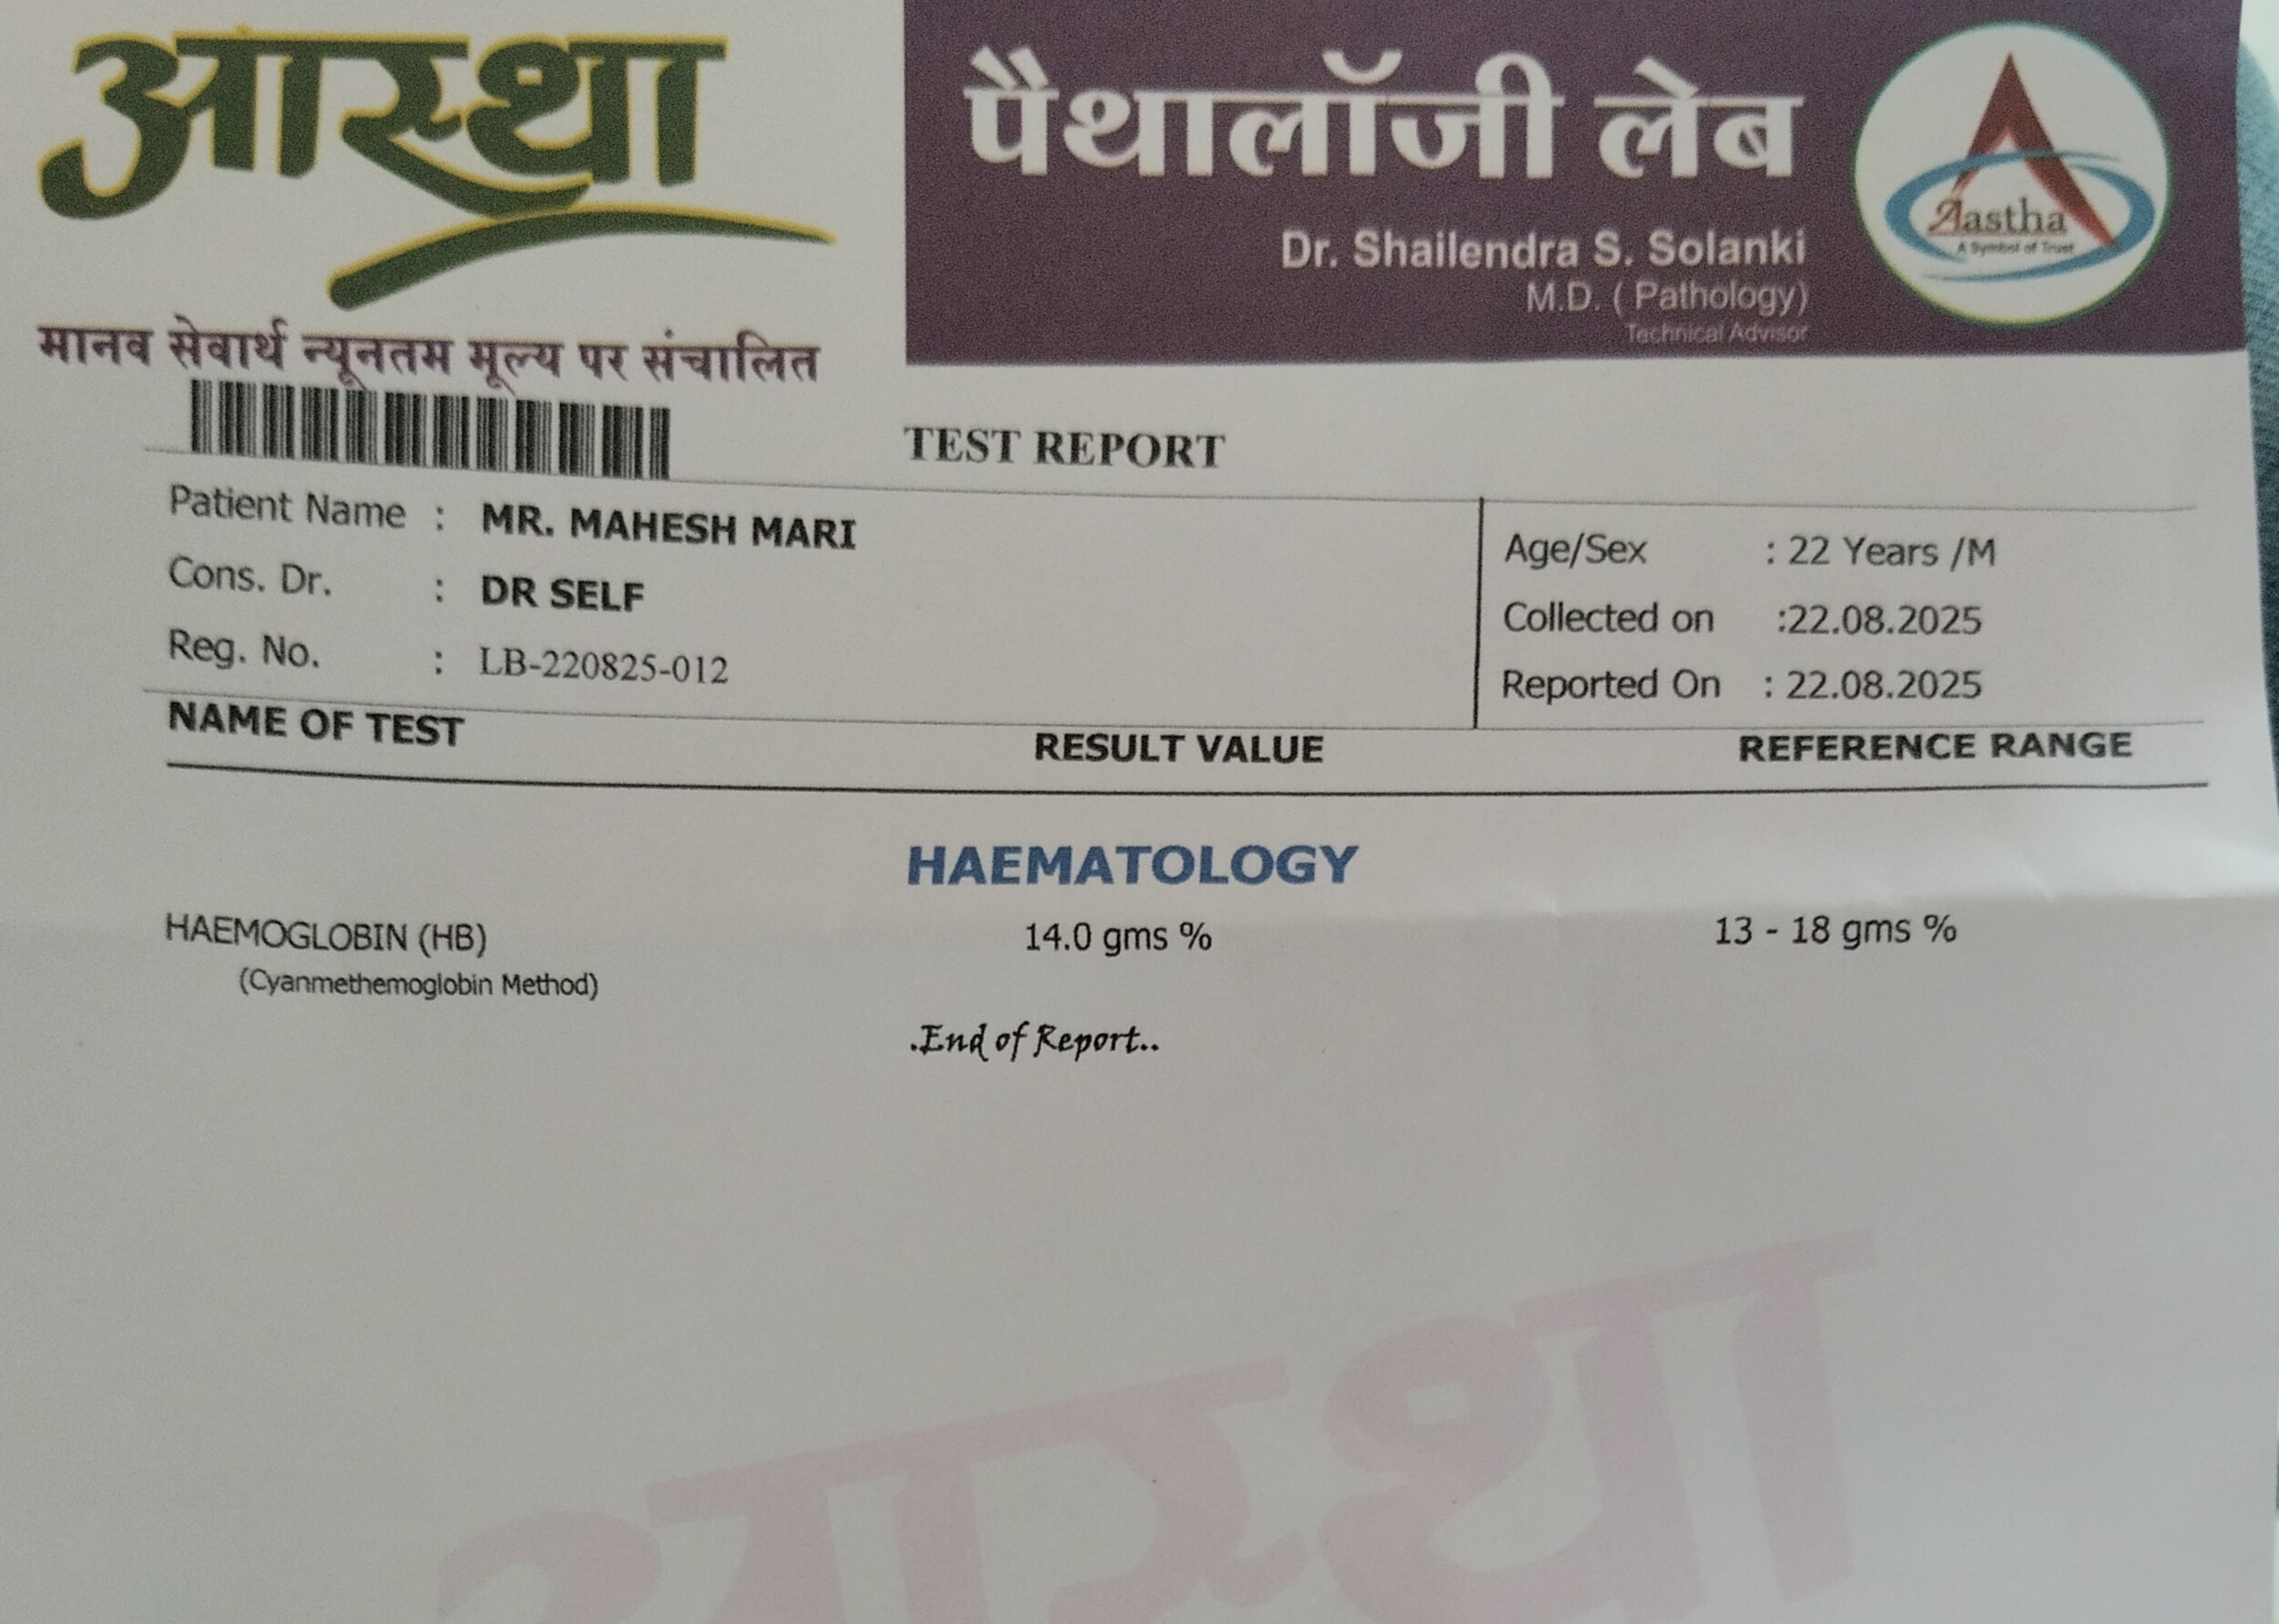 आस्था
मानव सेवार्थ न्यूनतम मूल्य पर संचालित
पैथालॉजी लेब
Dr. Shailendra S. Solanki
M.D. ( Pathology)
Technical Advisor
Aastha
A Symbol of Trust
TEST REPORT
Patient Name : MR. MAHESH MARI
Cons. Dr. : DR SELF
Reg. No. : LB-220825-012
Age/Sex : 22 Years /M
Collected on :22.08.2025
Reported On : 22.08.2025
NAME OF TEST RESULT VALUE REFERENCE RANGE
HAEMATOLOGY
HAEMOGLOBIN (HB) 14.0 gms % 13 - 18 gms %
(Cyanmethemoglobin Method)
.End of Report..
आस्था